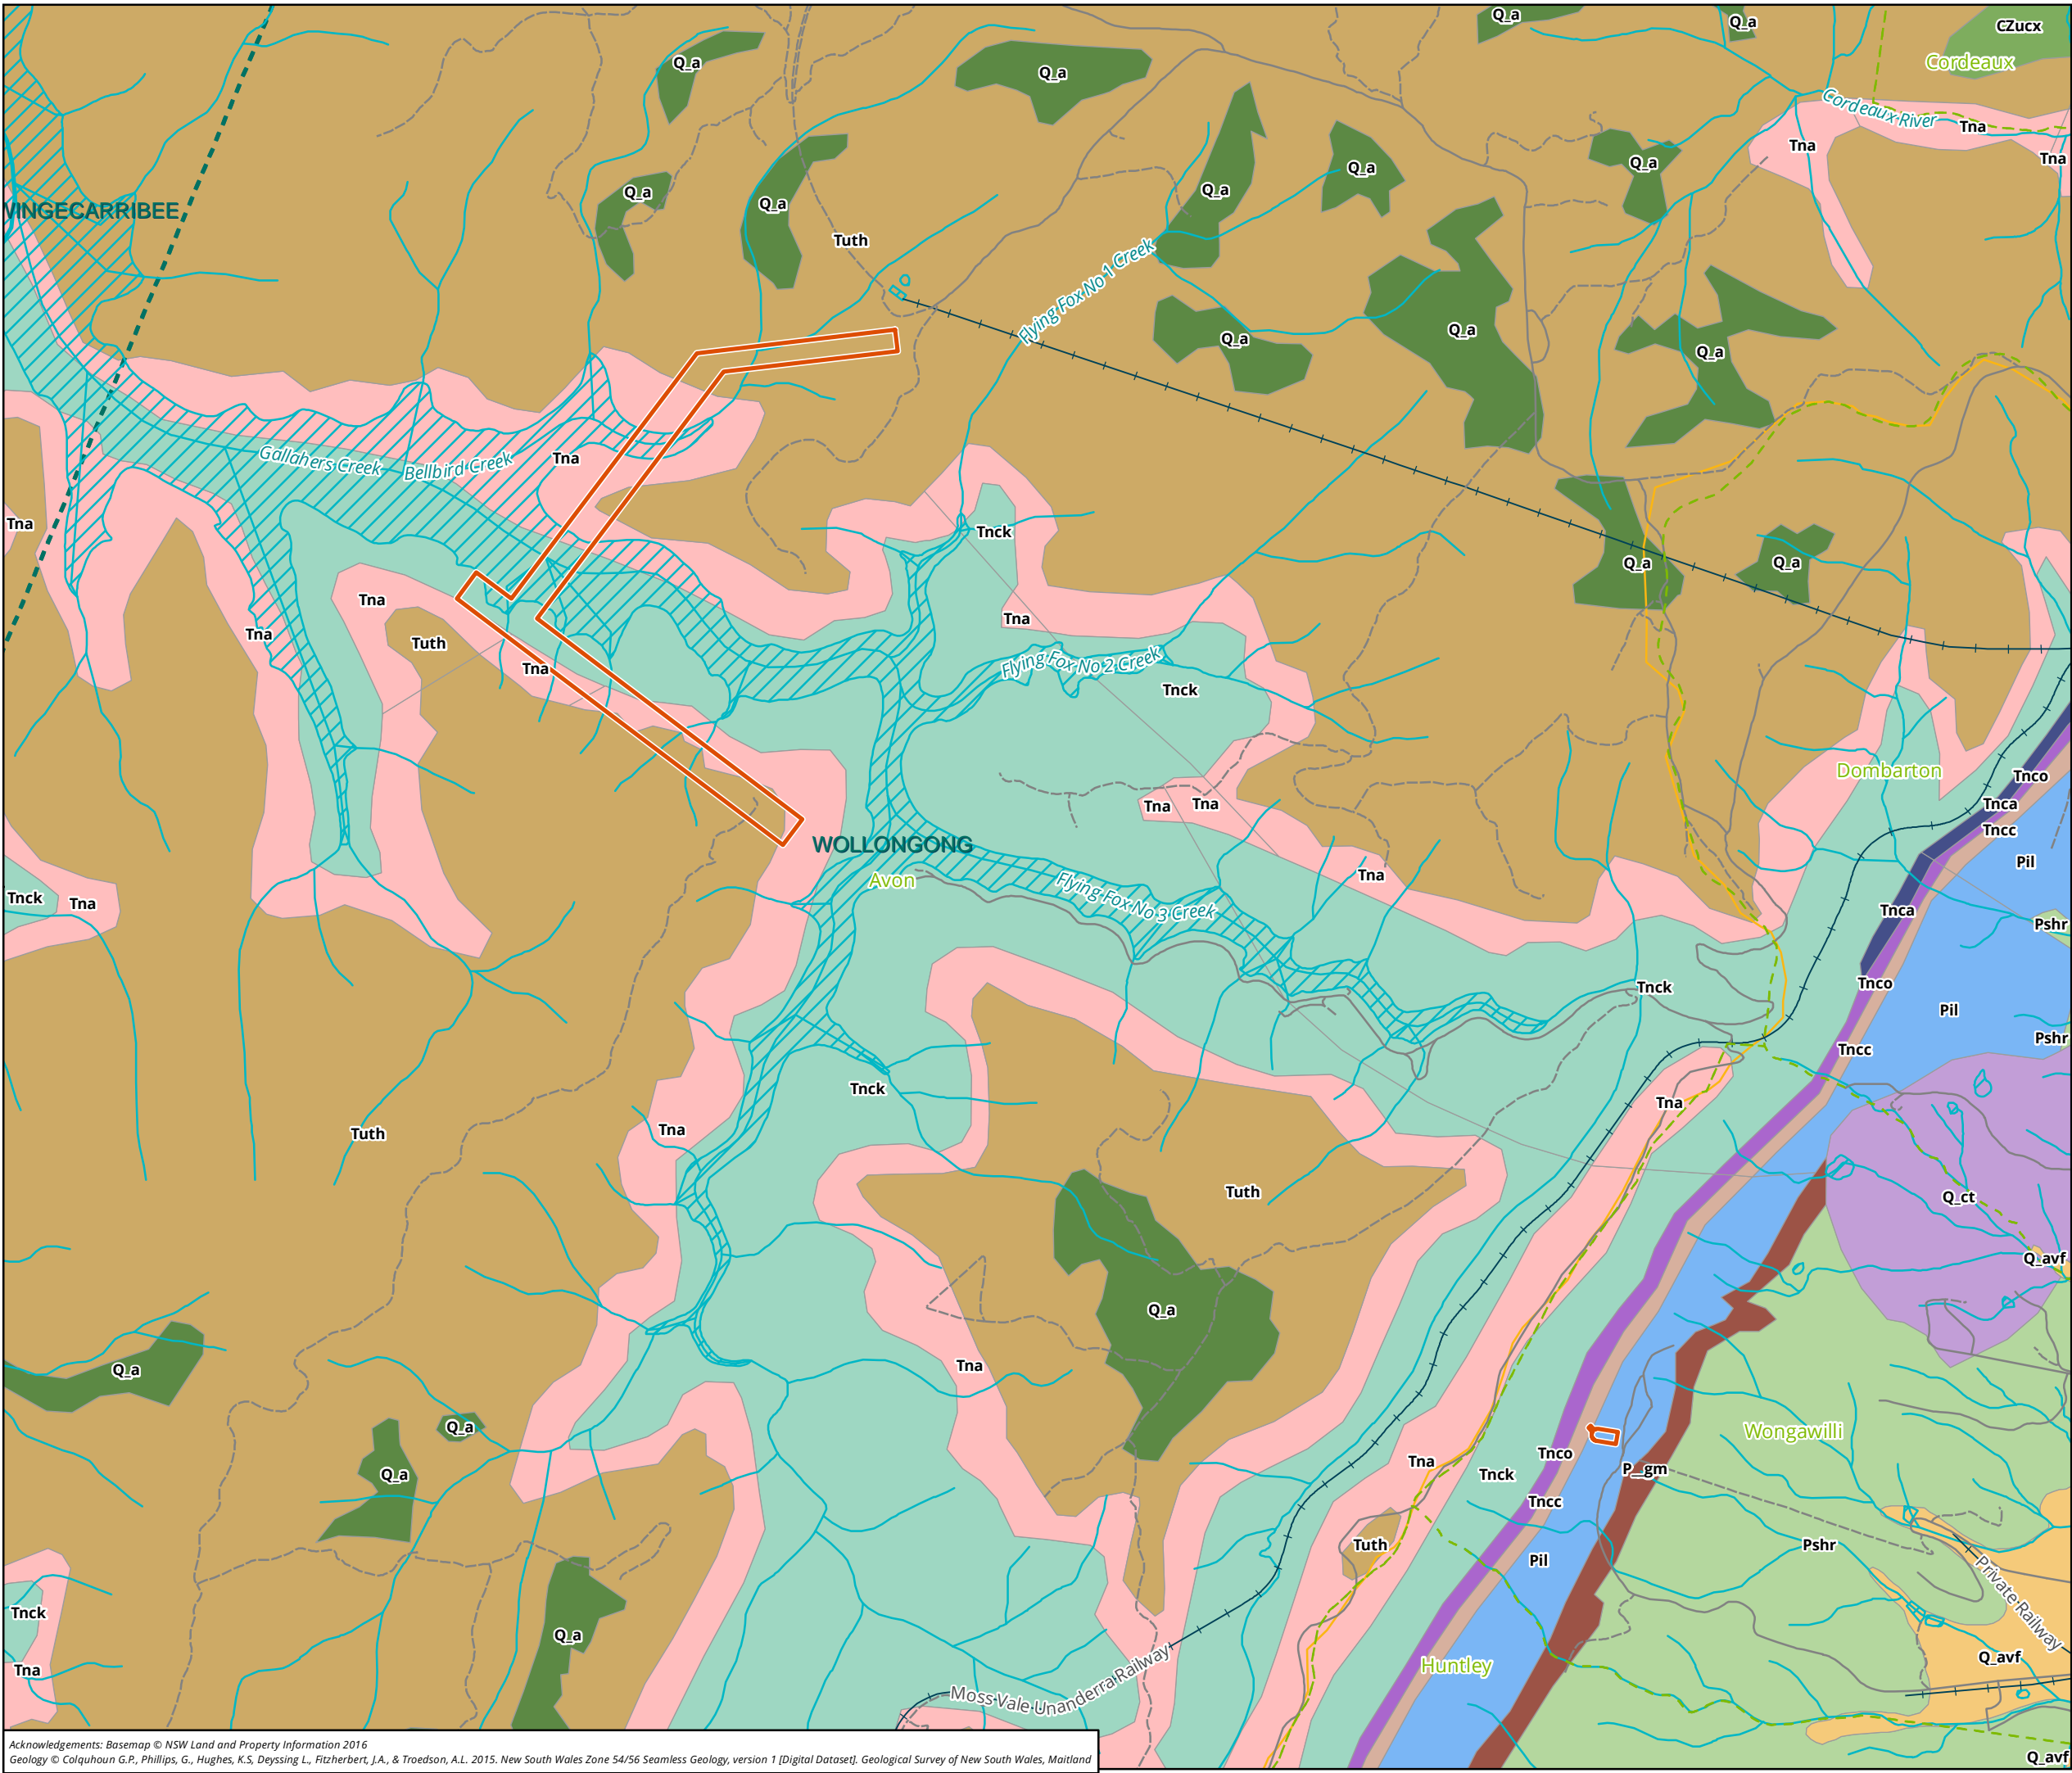 Q_a
Q_a
CZucx
Q_a
Q_a
Cordeaux
Cordeaux River
Tna
Tna
Tna
Q_a
Q_a
Q_a
Q_a
Q_a
WINGECARRIBEE
Tuth
Flying Fox No 1 Creek
Q_a
Q_a
Q_a
Gallahers Creek
Bellbird Creek
Tna
Tna
Tnck
Q_a
Q_a
Tna
Tna
Tna
Tuth
Tna
Flying Fox No 2 Creek
Tnck
Dombarton
Tnco
Tna
Tna
Tnca
Tncc
WOLLONGONG
Pil
Avon
Tna
Flying Fox No 3 Creek
Tnck
Tna
Tnca
Pshr
Tnco
Tnck
Pil
Pshr
Tncc
Tnck
Tna
Tuth
Tna
Tuth
Q_ct
Q_avf
Q_a
Tna
Q_a
Q_a
Wongawilli
Tnco
Tna
Tnck
P__gm
Q_a
Tncc
Tuth
Pshr
Pil
Private Railway
Tnck
Q_a
Huntley
Q_avf
Tna
Moss Vale Unanderra Railway
Q_avf
Acknowledgements: Basemap © NSW Land and Property Information 2016
Geology © Colquhoun G.P., Phillips, G., Hughes, K.S, Deyssing L., Fitzherbert, J.A., & Troedson, A.L. 2015. New South Wales Zone 54/56 Seamless Geology, version 1 [Digital Dataset]. Geological Survey of New South Wales, Maitland